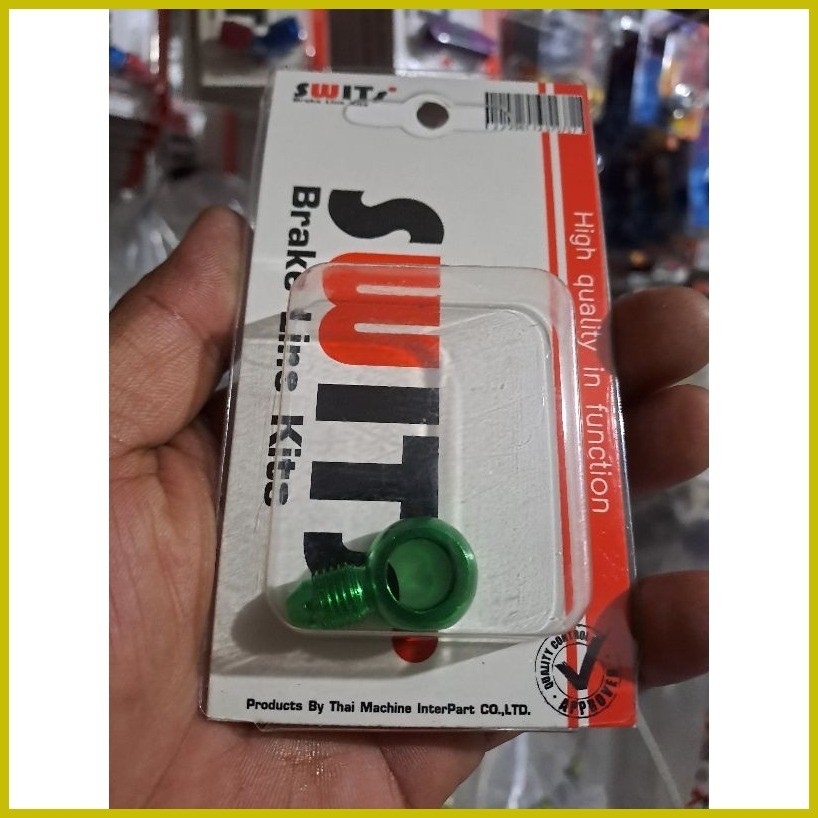 SWITS
Brake Line Kits
SWITS
Brake Line Kits
High quality in function
QUALITY CONTROL
APPROVED
Products By Thai Machine InterPart CO.,LTD.